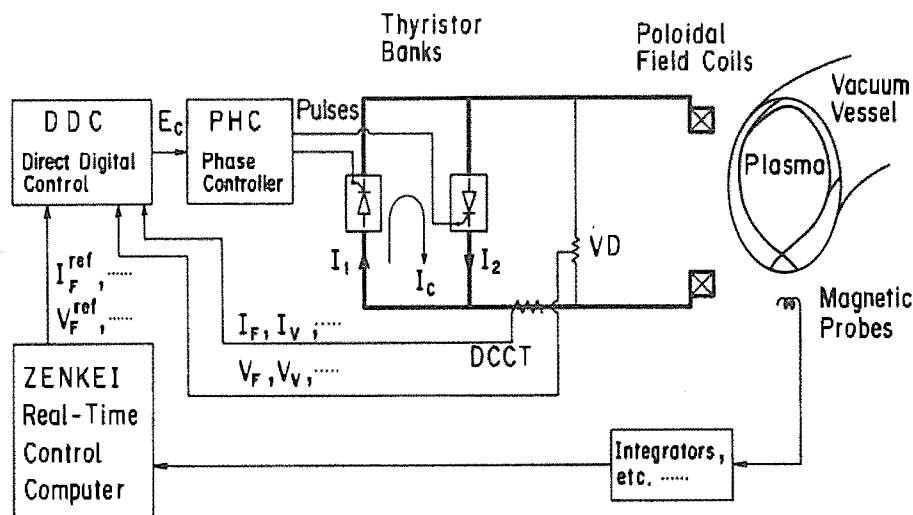 Thyristor
Banks
Poloidal
Field Coils
Vacuum
Vessel
Plasma
DDC
Direct Digital
Control
E_C
PHC
Phase
Controller
Pulses
I_1
I_C
I_2
VD
I_F^ref, ......
V_F^ref, ......
I_F, I_V, ......
DCCT
V_F, V_V, ......
Magnetic
Probes
ZENKEI
Real-Time
Control
Computer
Integrators,
etc. ......